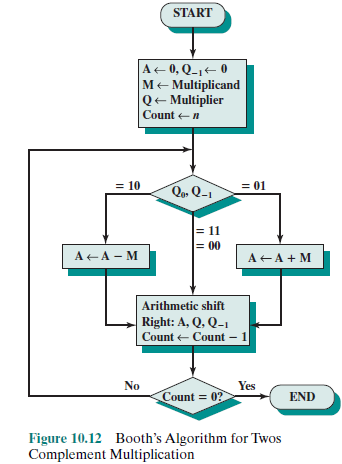 START
A ← 0, Q₋₁ ← 0
M ← Multiplicand
Q ← Multiplier
Count ← n
= 10
Q₀, Q₋₁
= 01
= 11
= 00
A ← A − M
A ← A + M
Arithmetic shift
Right: A, Q, Q₋₁
Count ← Count − 1
No
Count = 0?
Yes
END
Figure 10.12 Booth's Algorithm for Twos
Complement Multiplication